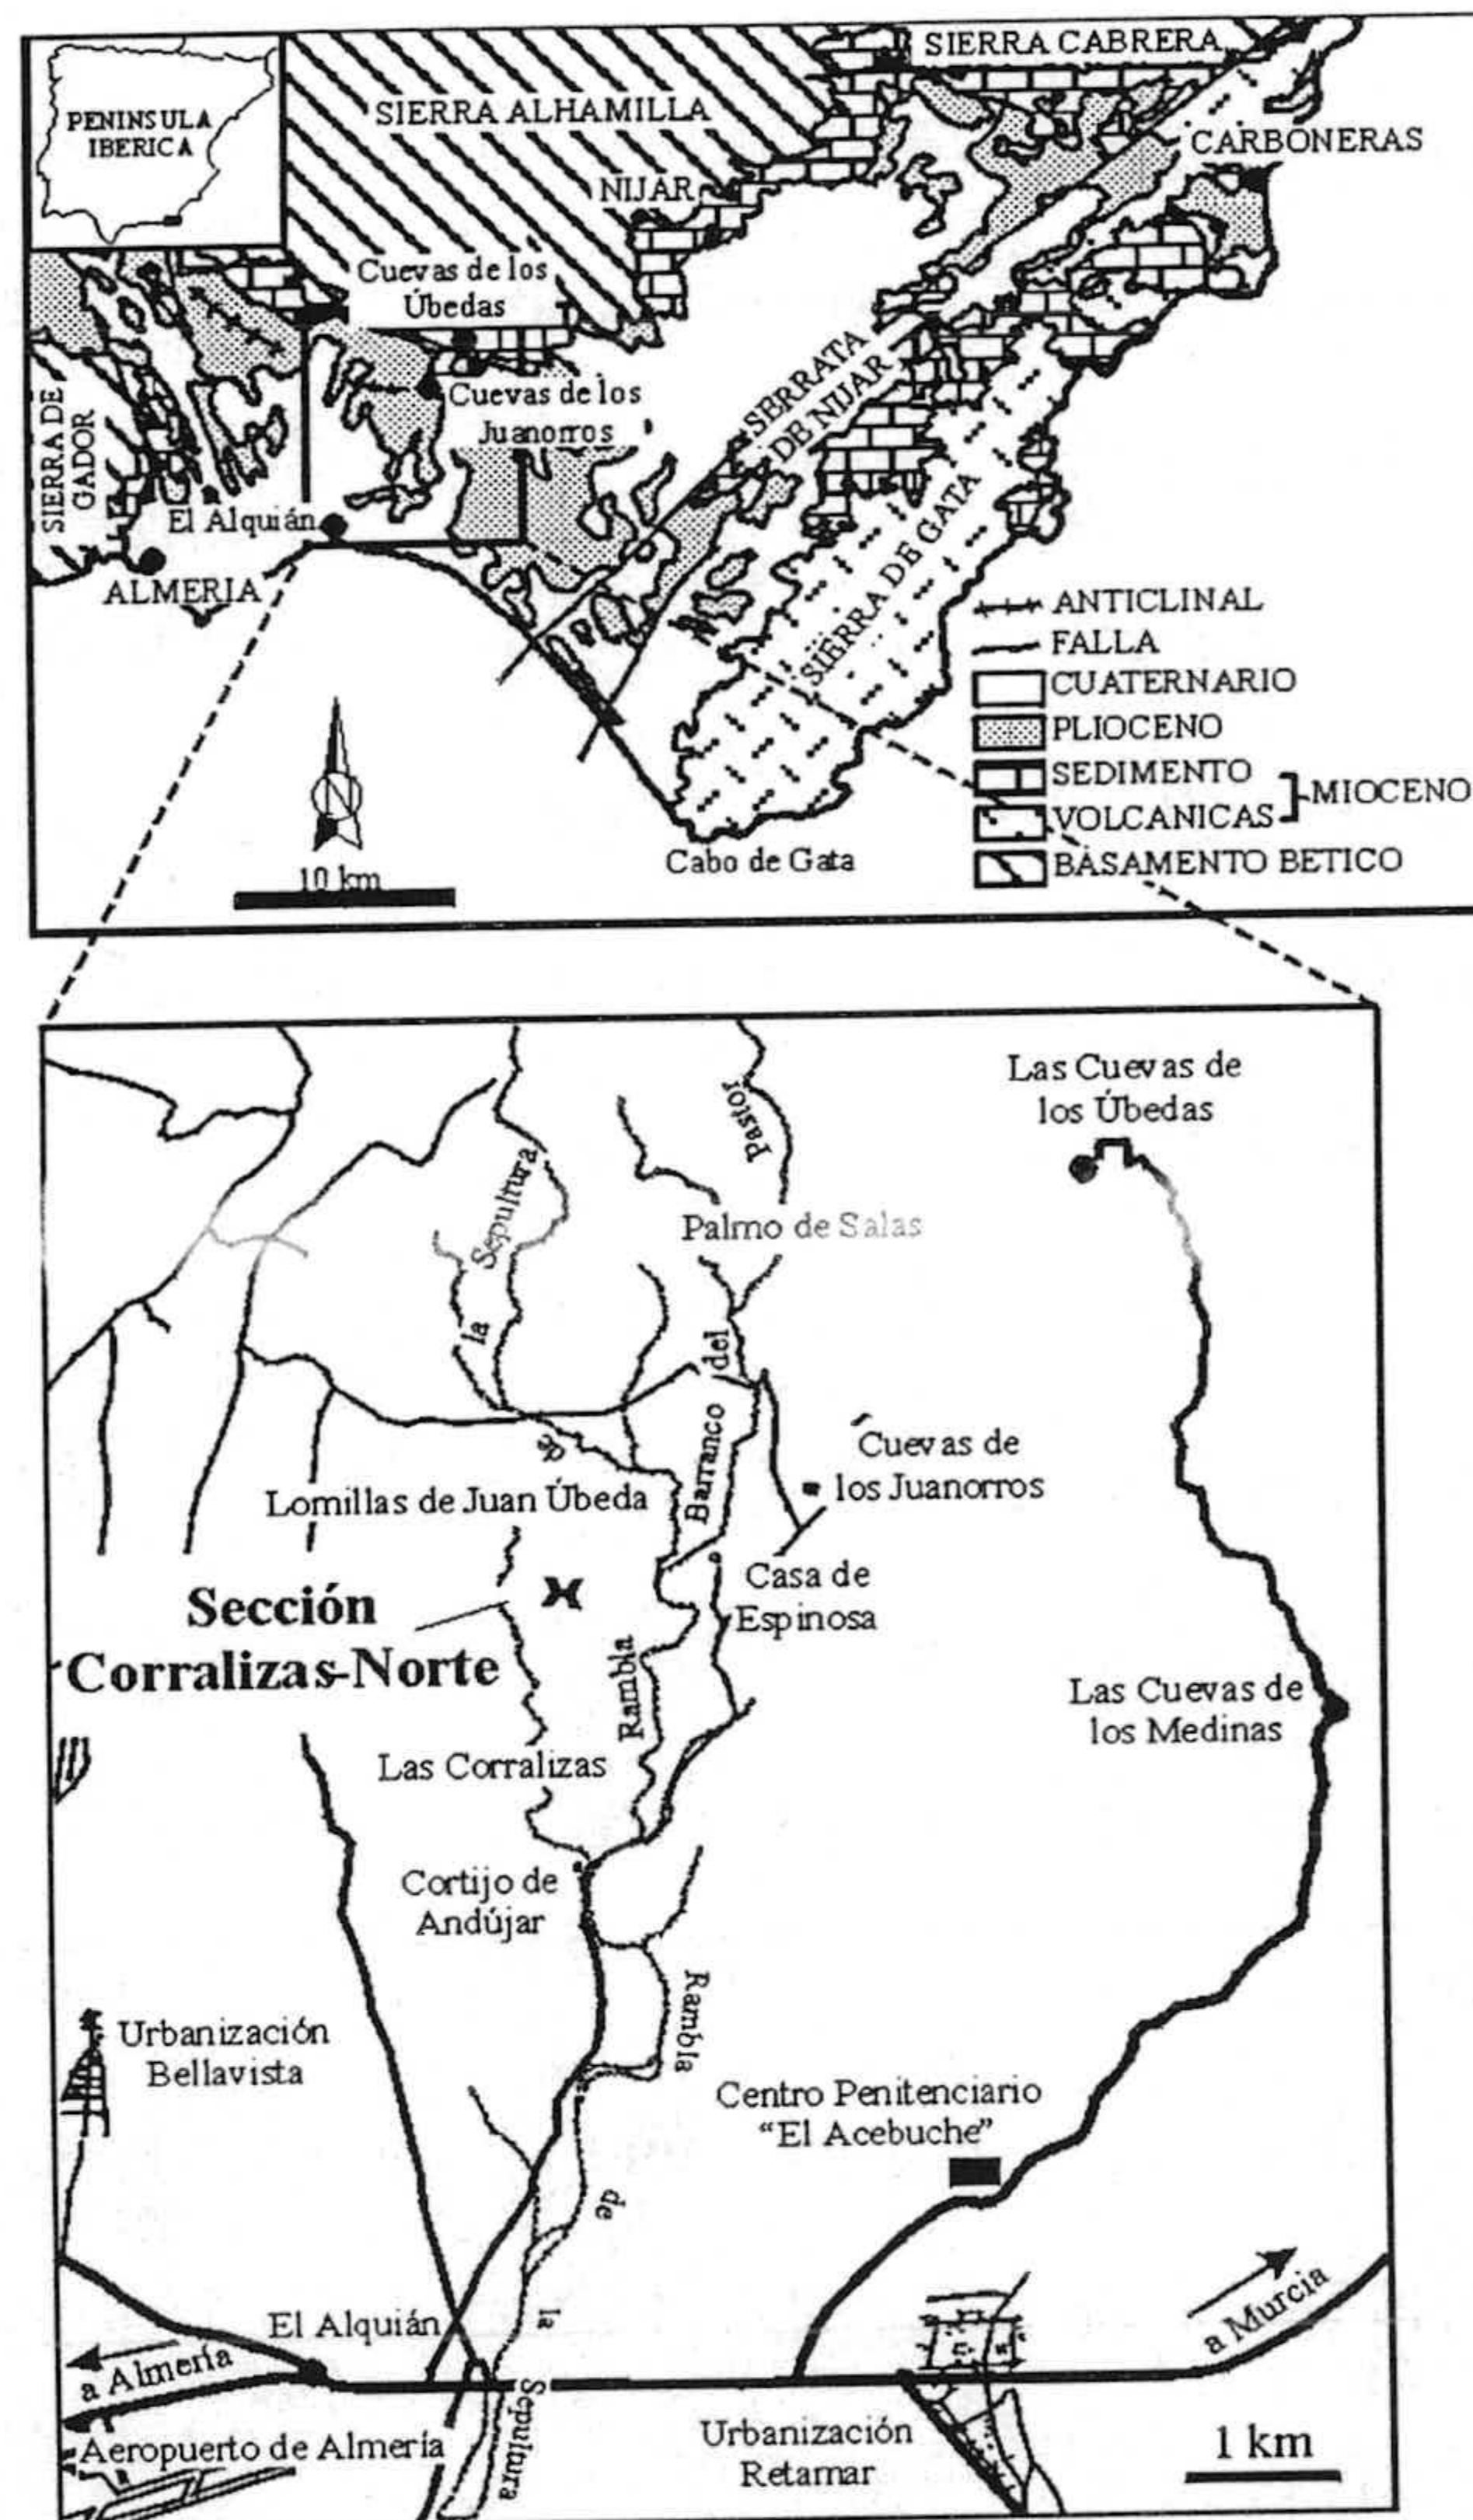 PENINSULA
IBERICA
SIERRA ALHAMILLA
SIERRA CABRERA
CARBONERAS
NIJAR
Cuevas de los
Úbedas
Cuevas de los
Juanorros
SERRATA
DE NIJAR
SIERRA DE
GADOR
El Alquián
ALMERIA
SIERRA DE GATA
ANTICLINAL
FALLA
CUATERNARIO
PLIOCENO
SEDIMENTO
VOLCANICAS
MIOCENO
BASAMENTO BETICO
N
10 km
Cabo de Gata
Las Cuevas de
los Úbedas
Pastor
Sepultura
Palmo de Salas
la
del
Barranco
de
Cuevas de
los Juanorros
Lomillas de Juan Úbeda
Casa de
Espinosa
Sección
Corralizas-Norte
Rambla
Las Cuevas de
los Medinas
Las Corralizas
Cortijo de
Andújar
Rambla
Urbanización
Bellavista
Centro Penitenciario
“El Acebuche”
de
la
El Alquián
a Almería
a Murcia
Sepultura
Aeropuerto de Almería
Urbanización
Retamar
1 km